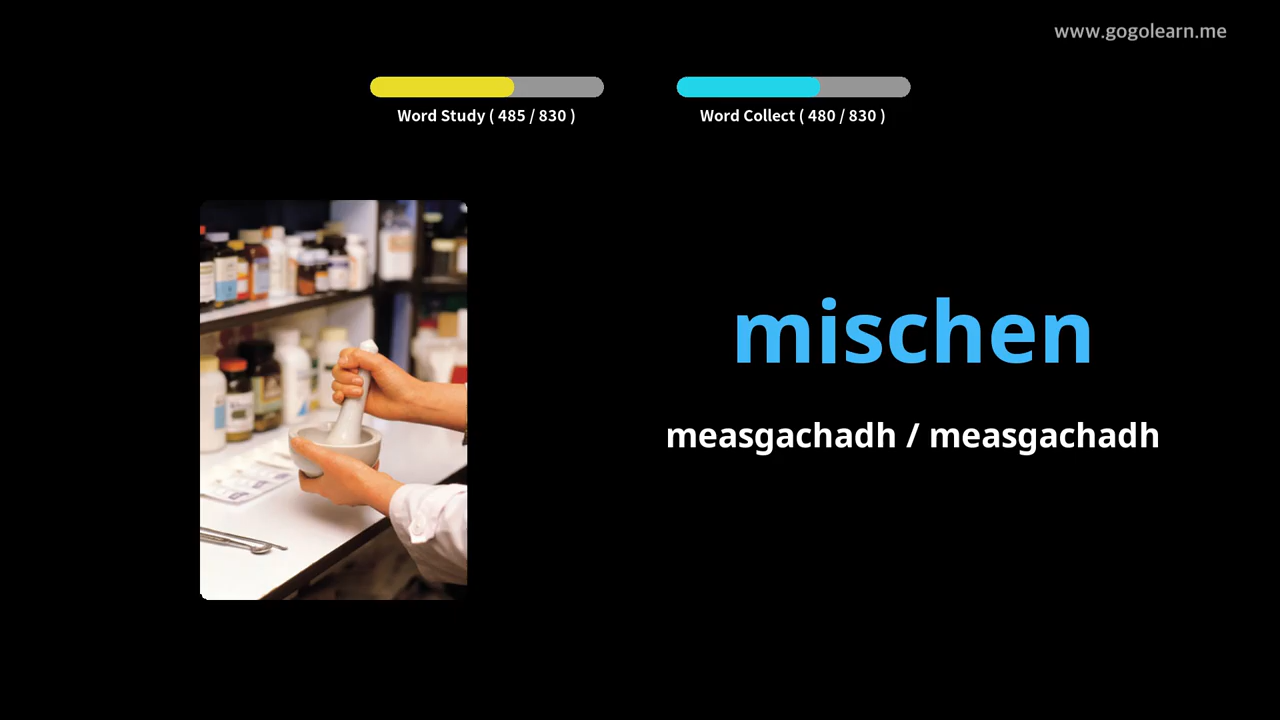 www.gogolearn.me
Word Study ( 485 / 830 )
Word Collect ( 480 / 830 )
mischen
measgachadh / measgachadh